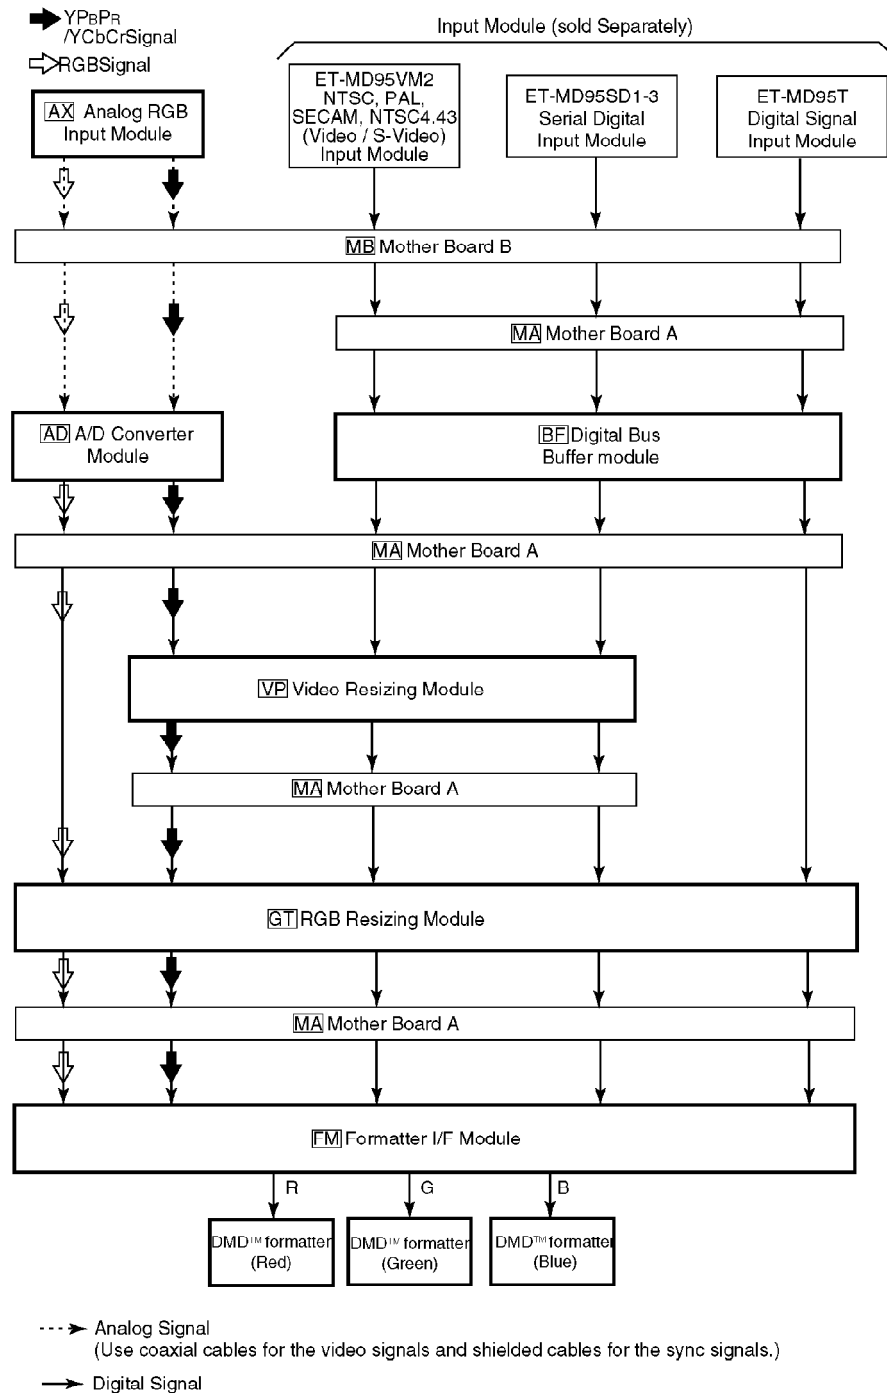 YPBPR
/YCbCrSignal
RGBSignal
Input Module (sold Separately)
AX Analog RGB
Input Module
ET-MD95VM2
NTSC, PAL,
SECAM, NTSC4.43
(Video / S-Video)
Input Module
ET-MD95SD1-3
Serial Digital
Input Module
ET-MD95T
Digital Signal
Input Module
MB Mother Board B
MA Mother Board A
AD A/D Converter
Module
BF Digital Bus
Buffer module
MA Mother Board A
VP Video Resizing Module
MA Mother Board A
GT RGB Resizing Module
MA Mother Board A
FM Formatter I/F Module
R
G
B
DMD™ formatter
(Red)
DMD™ formatter
(Green)
DMD™ formatter
(Blue)
Analog Signal
(Use coaxial cables for the video signals and shielded cables for the sync signals.)
Digital Signal